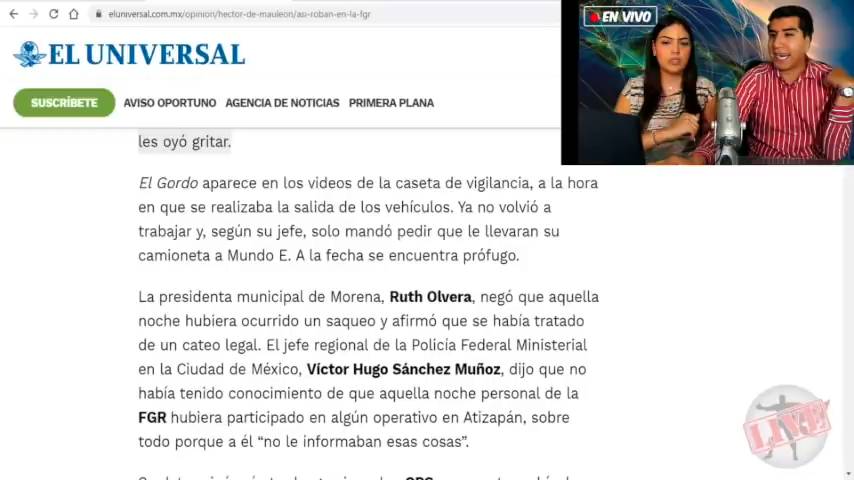 eluniversal.com.mx/opinion/hector-de-mauleon/asi-roban-en-la-fgr
EN VIVO
EL UNIVERSAL
SUSCRÍBETE AVISO OPORTUNO AGENCIA DE NOTICIAS PRIMERA PLANA
les oyó gritar.
El Gordo aparece en los videos de la caseta de vigilancia, a la hora
en que se realizaba la salida de los vehículos. Ya no volvió a
trabajar y, según su jefe, solo mandó pedir que le llevaran su
camioneta a Mundo E. A la fecha se encuentra prófugo.
La presidenta municipal de Morena, Ruth Olvera, negó que aquella
noche hubiera ocurrido un saqueo y afirmó que se había tratado
de un cateo legal. El jefe regional de la Policía Federal Ministerial
en la Ciudad de México, Víctor Hugo Sánchez Muñoz, dijo que no
había tenido conocimiento de que aquella noche personal de la
FGR hubiera participado en algún operativo en Atizapán, sobre
todo porque a él “no le informaban esas cosas”.
LIVE